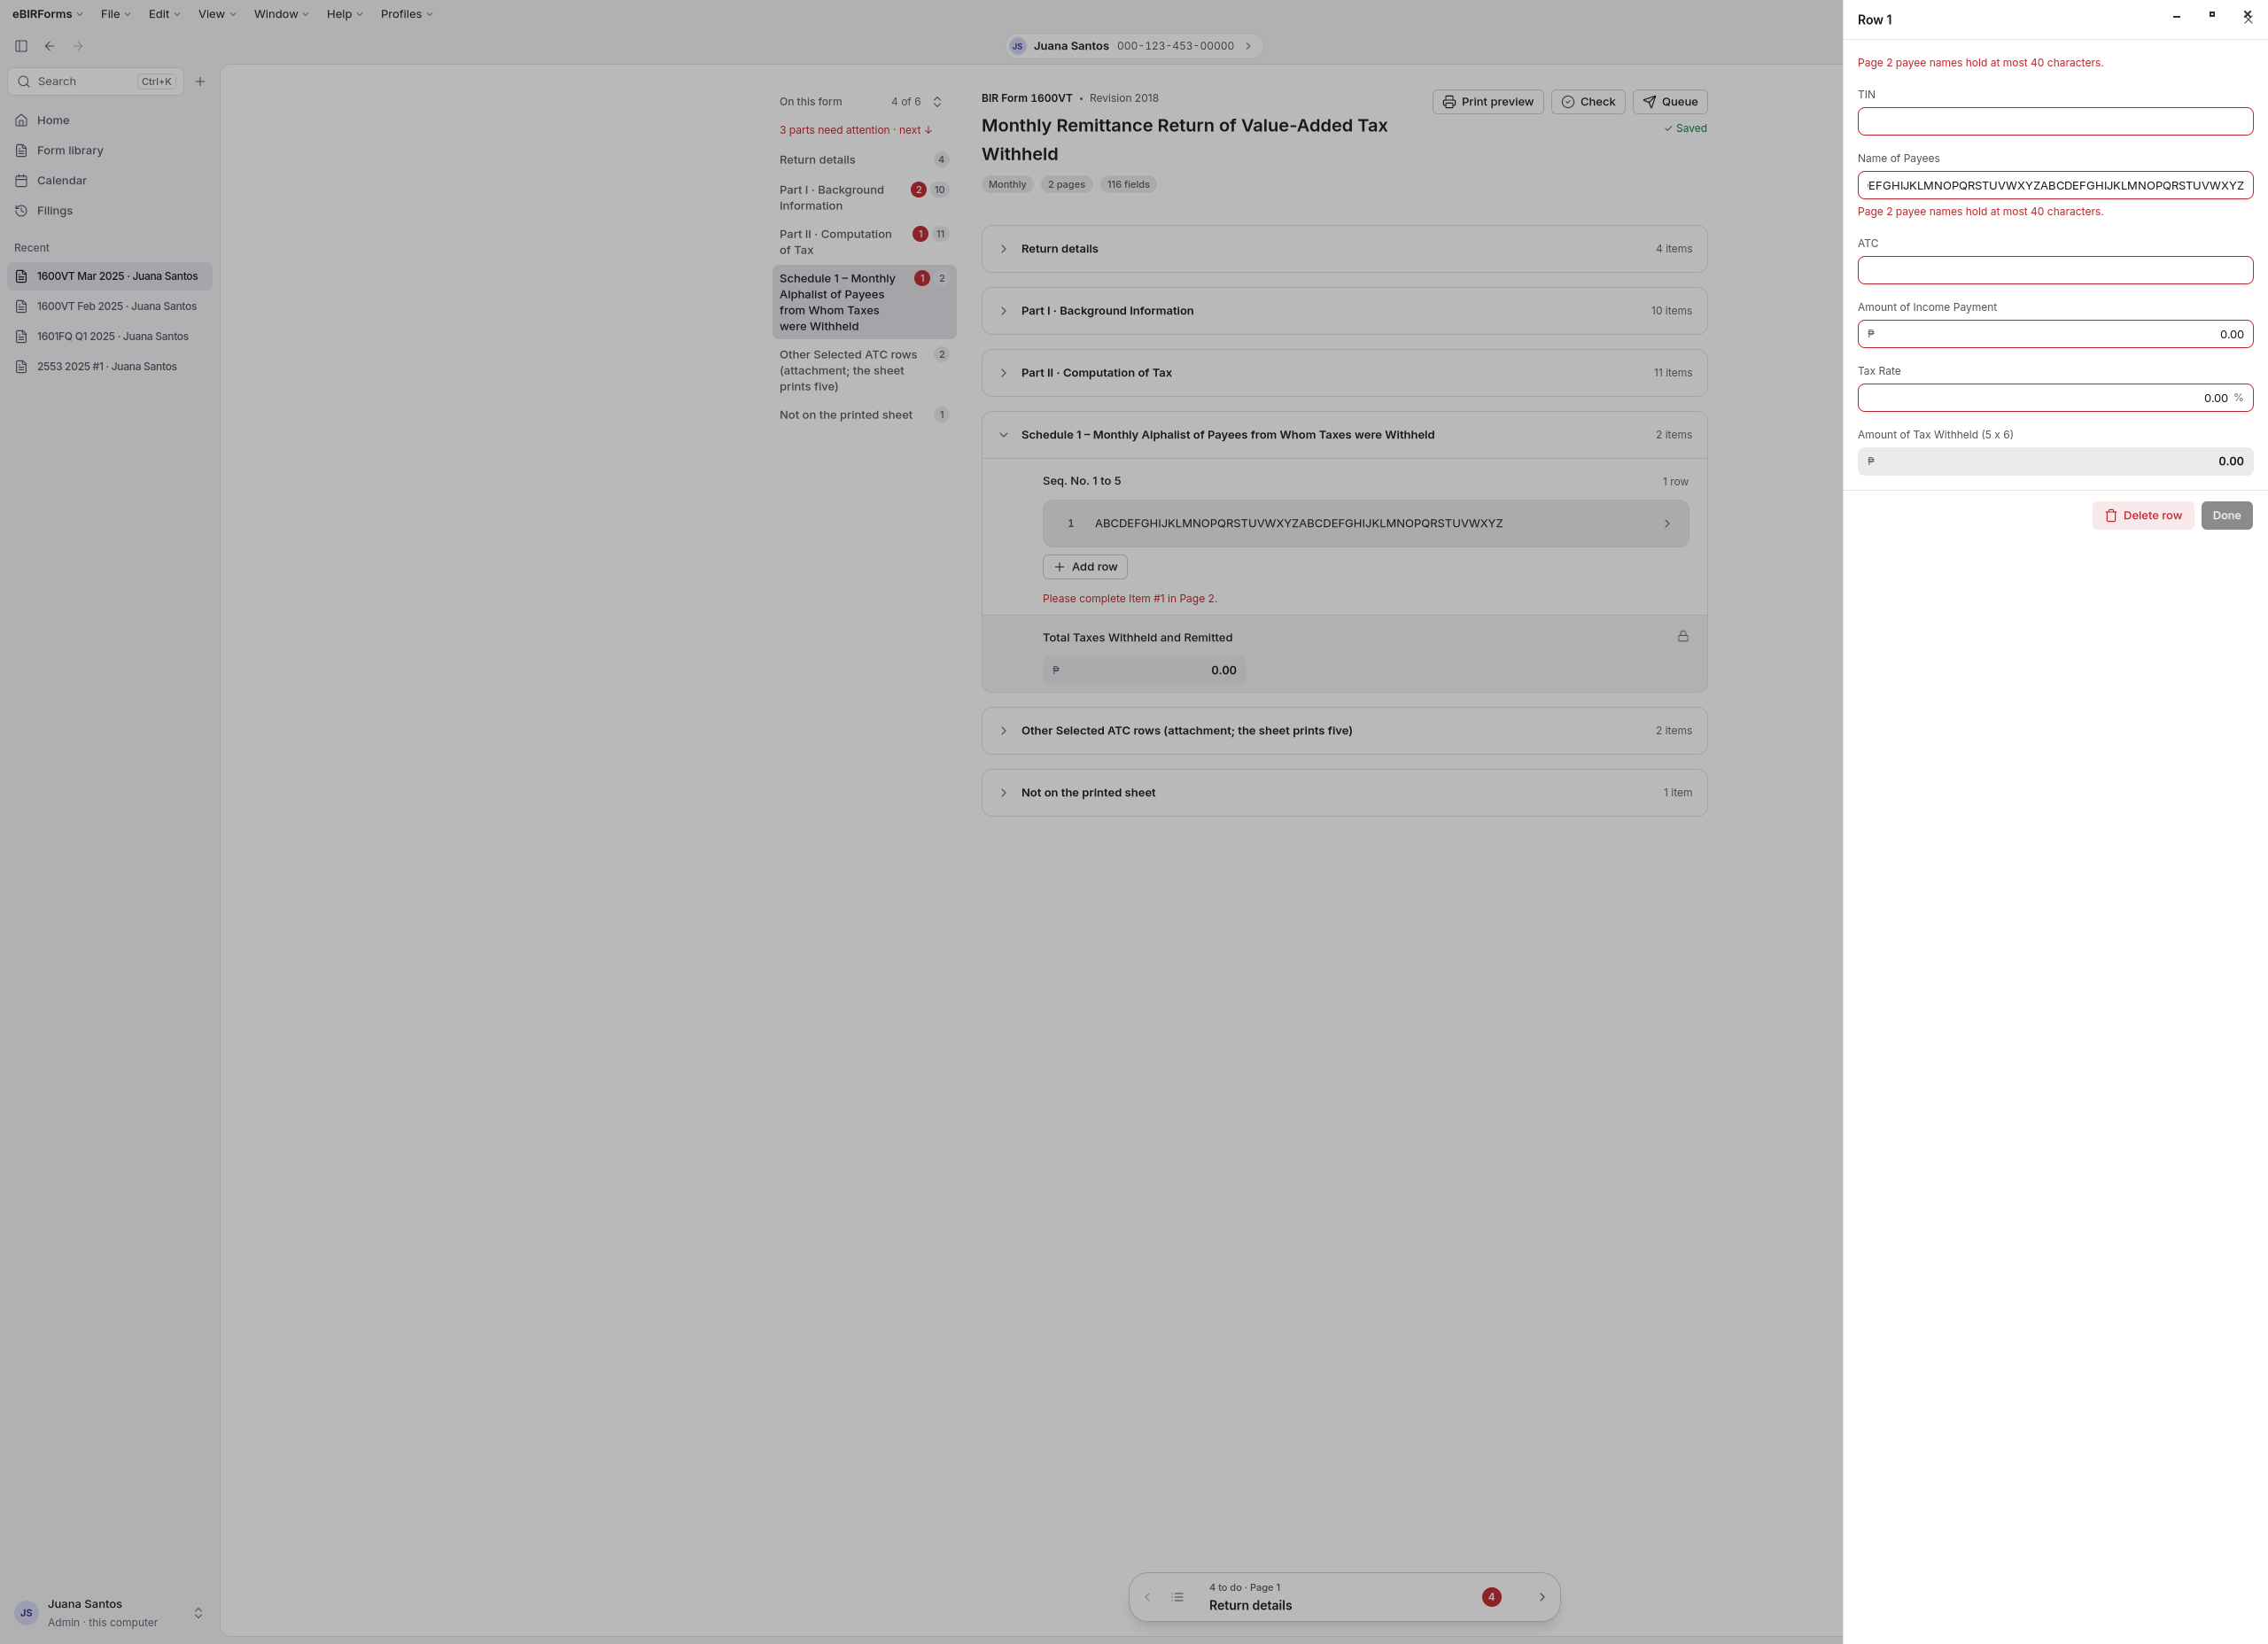 eBIRForms File Edit View Window Help Profiles
JS Juana Santos 000-123-453-00000
Search Ctrl+K
Home
Form library
Calendar
Filings
Recent
1600VT Mar 2025 · Juana Santos
1600VT Feb 2025 · Juana Santos
1601FQ Q1 2025 · Juana Santos
2553 2025 #1 · Juana Santos
JS Juana Santos
Admin · this computer
On this form 4 of 6
3 parts need attention · next ↓
Return details 4
Part I · Background 2 10
Information
Part II · Computation 1 11
of Tax
Schedule 1 – Monthly 1 2
Alphalist of Payees
from Whom Taxes
were Withheld
Other Selected ATC rows 2
(attachment; the sheet
prints five)
Not on the printed sheet 1
BIR Form 1600VT • Revision 2018
Print preview Check Queue
Monthly Remittance Return of Value-Added Tax
Withheld
✓ Saved
Monthly 2 pages 116 fields
Return details 4 items
Part I · Background Information 10 items
Part II · Computation of Tax 11 items
Schedule 1 – Monthly Alphalist of Payees from Whom Taxes were Withheld 2 items
Seq. No. 1 to 5 1 row
1 ABCDEFGHIJKLMNOPQRSTUVWXYZABCDEFGHIJKLMNOPQRSTUVWXYZ
Add row
Please complete Item #1 in Page 2.
Total Taxes Withheld and Remitted
₱ 0.00
Other Selected ATC rows (attachment; the sheet prints five) 2 items
Not on the printed sheet 1 item
4 to do · Page 1
Return details 4
Row 1
Page 2 payee names hold at most 40 characters.
TIN
Name of Payees
EFGHIJKLMNOPQRSTUVWXYZABCDEFGHIJKLMNOPQRSTUVWXYZ
Page 2 payee names hold at most 40 characters.
ATC
Amount of Income Payment
₱ 0.00
Tax Rate
0.00 %
Amount of Tax Withheld (5 x 6)
₱ 0.00
Delete row Done